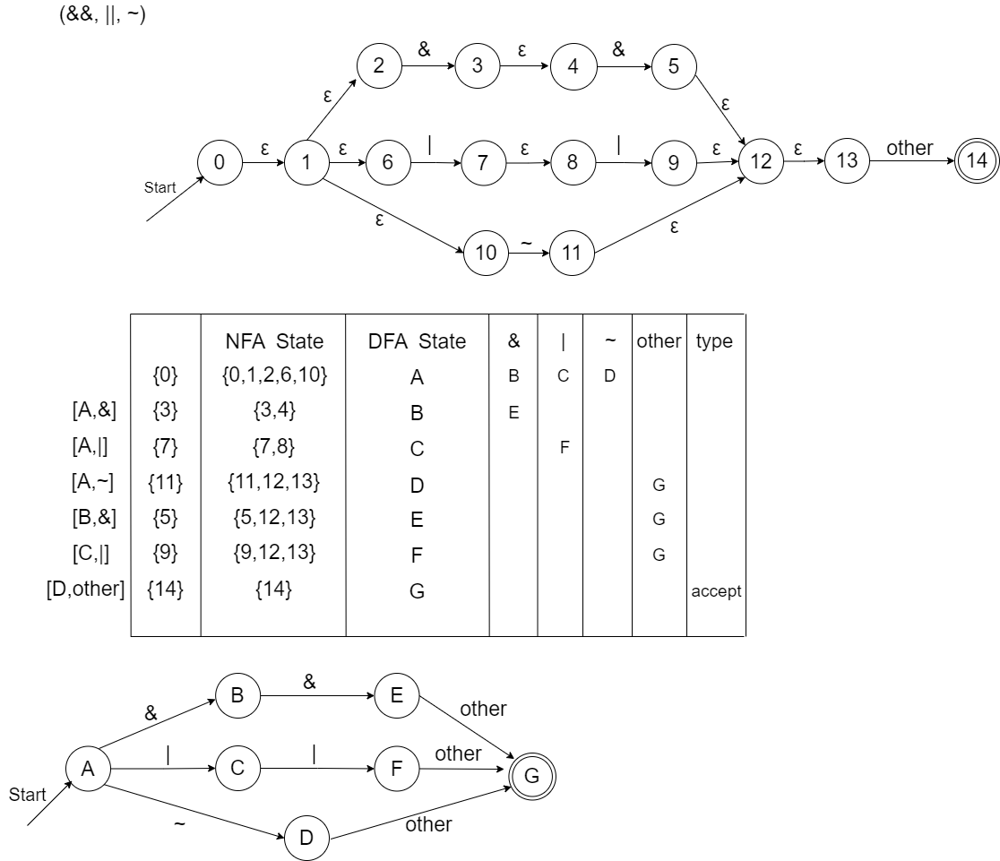 (&&, ||, ~)
2 & 3 ε 4 & 5
ε ε
0 ε 1 ε 6 | 7 ε 8 | 9 ε 12 ε 13 other 14
Start
ε ε
10 ~ 11
NFA State DFA State & | ~ other type
{0} {0,1,2,6,10} A B C D
[A,&] {3} {3,4} B E
[A,|] {7} {7,8} C F
[A,~] {11} {11,12,13} D G
[B,&] {5} {5,12,13} E G
[C,|] {9} {9,12,13} F G
[D,other] {14} {14} G accept
B & E
& other
A | C | F other G
Start
~ other
D